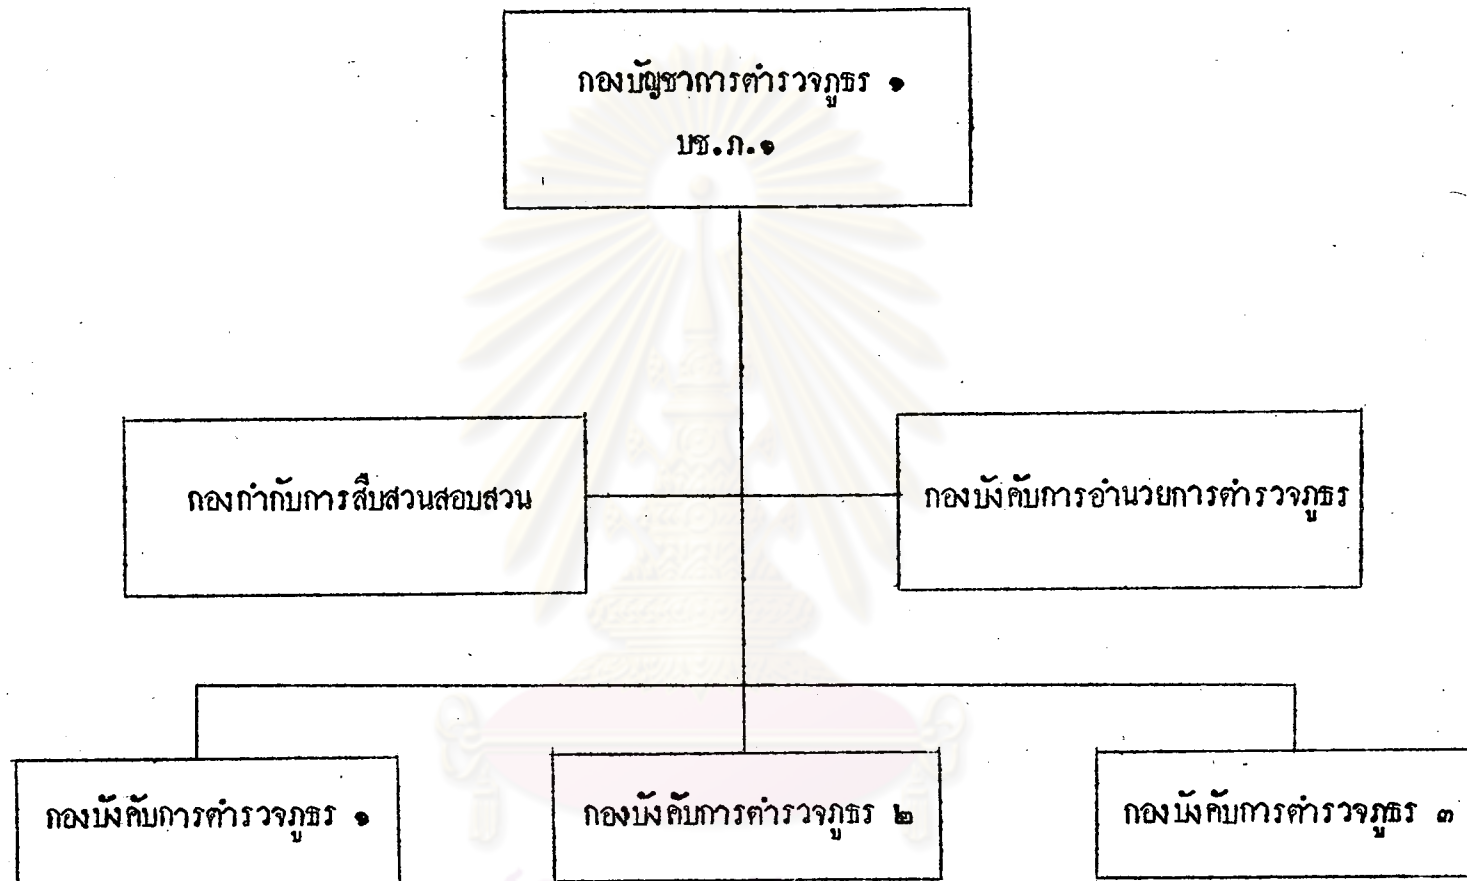 กองบัญชาการตำรวจภูธร ๑
บช.ภ.๑
กองกำกับการสืบสวนสอบสวน
กองบังคับการอำนวยการตำรวจภูธร
กองบังคับการตำรวจภูธร ๑
กองบังคับการตำรวจภูธร ๒
กองบังคับการตำรวจภูธร ๓